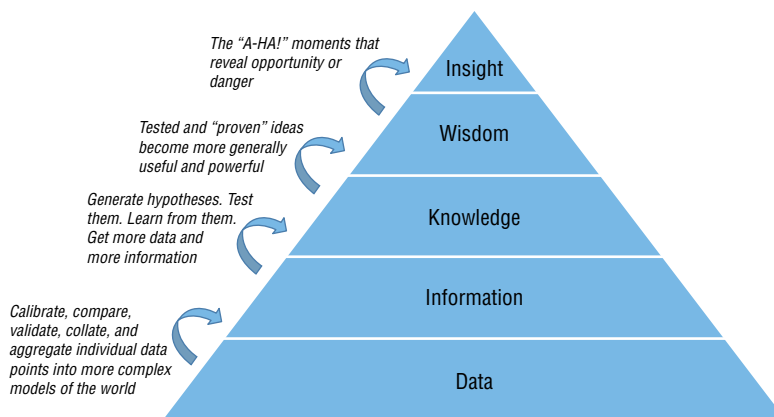 The “A-HA!” moments that
reveal opportunity or
danger
Insight
Tested and “proven” ideas
become more generally
useful and powerful
Wisdom
Generate hypotheses. Test
them. Learn from them.
Get more data and
more information
Knowledge
Calibrate, compare,
validate, collate, and
aggregate individual data
points into more complex
models of the world
Information
Data